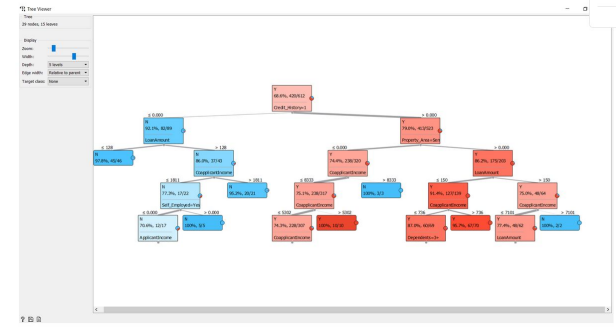 Tree Viewer
Tree
29 nodes, 15 leaves
Display
Zoom:
Width:
Depth: 5 levels
Edge width: Relative to parent
Target class: None
Y
68.6%, 420/612
Credit_History=1
≤ 0.000
> 0.000
N
92.1%, 82/89
LoanAmount
Y
79.0%, 413/523
Property_Area=Sem
≤ 128
> 128
≤ 0.000
> 0.000
N
97.8%, 45/46
N
86.0%, 37/43
CoapplicantIncome
Y
74.4%, 238/320
CoapplicantIncome
Y
86.2%, 175/203
LoanAmount
≤ 1811
> 1811
≤ 8333
> 8333
≤ 150
> 150
N
77.3%, 17/22
Self_Employed=Yes
N
95.2%, 20/21
Y
75.1%, 238/317
CoapplicantIncome
N
100%, 3/3
Y
91.4%, 127/139
CoapplicantIncome
Y
75.0%, 48/64
CoapplicantIncome
≤ 0.000
> 0.000
≤ 5302
> 5302
≤ 736
> 736
≤ 7101
> 7101
N
70.6%, 12/17
ApplicantIncome
N
100%, 5/5
Y
74.3%, 228/307
CoapplicantIncome
Y
100%, 10/10
Y
87.0%, 60/69
Dependents=3+
Y
95.7%, 67/70
Y
77.4%, 48/62
LoanAmount
N
100%, 2/2